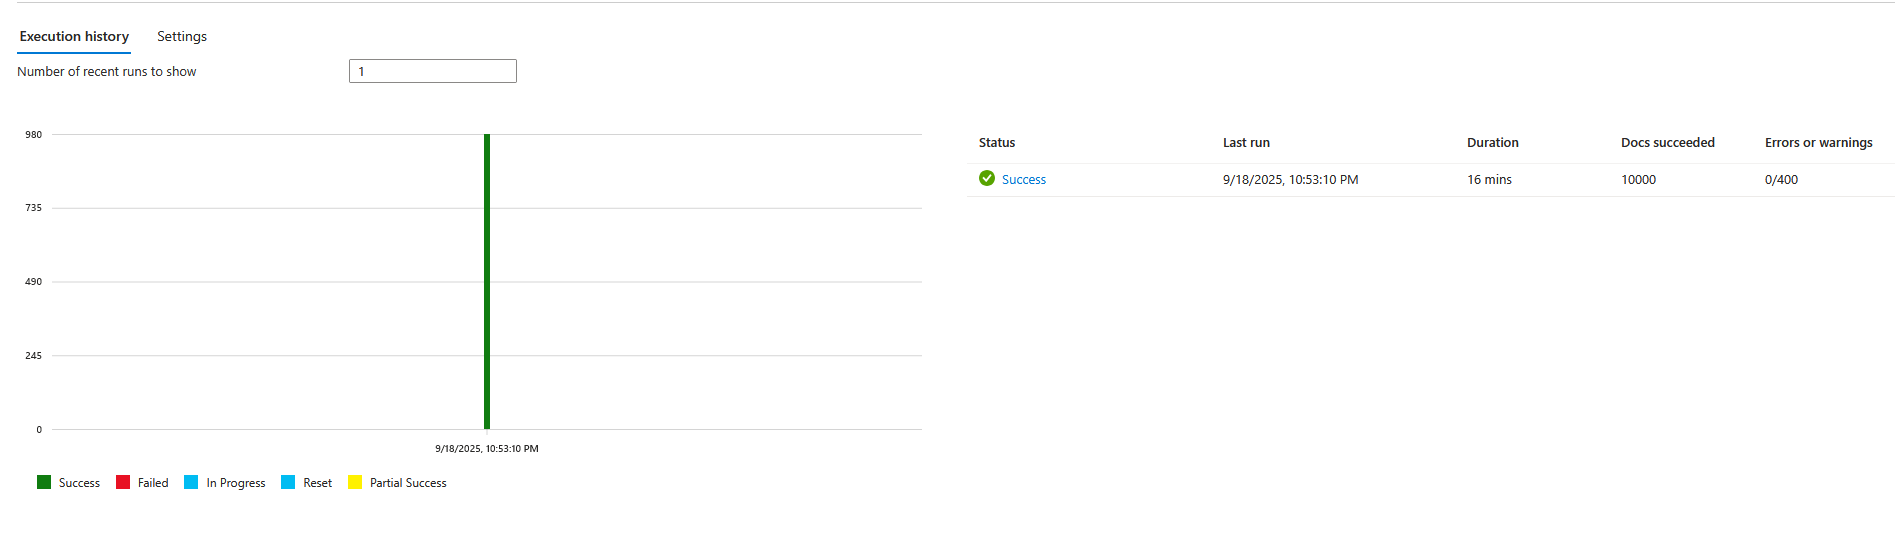 Execution history Settings
Number of recent runs to show 1
980
735
490
245
0
9/18/2025, 10:53:10 PM
Success Failed In Progress Reset Partial Success
Status Last run Duration Docs succeeded Errors or warnings
Success 9/18/2025, 10:53:10 PM 16 mins 10000 0/400